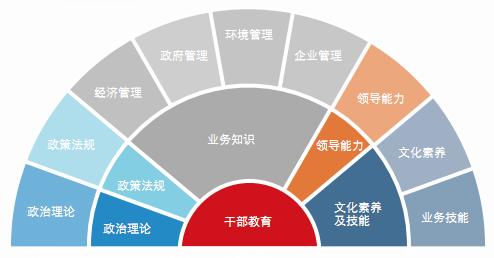 环境管理
政府管理
企业管理
经济管理
领导能力
业务知识
政策法规
领导能力
文化素养
政策法规
政治理论
文化素养
及技能
业务技能
干部教育
政治理论